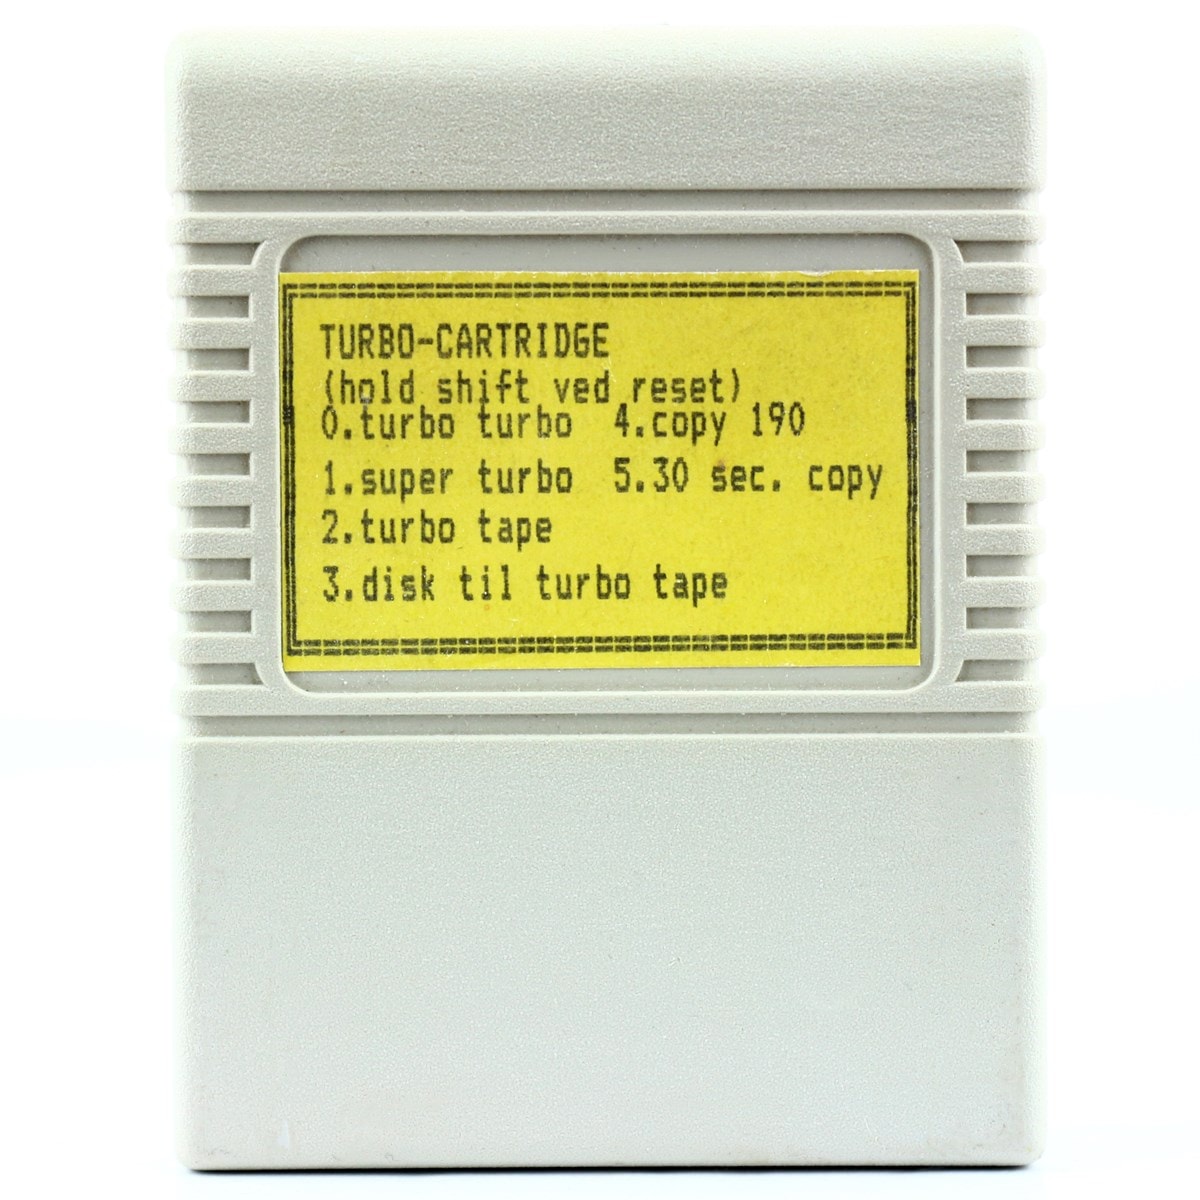 TURBO-CARTRIDGE
(hold shift ved reset)
0.turbo turbo  4.copy 190
1.super turbo  5.30 sec. copy
2.turbo tape
3.disk til turbo tape